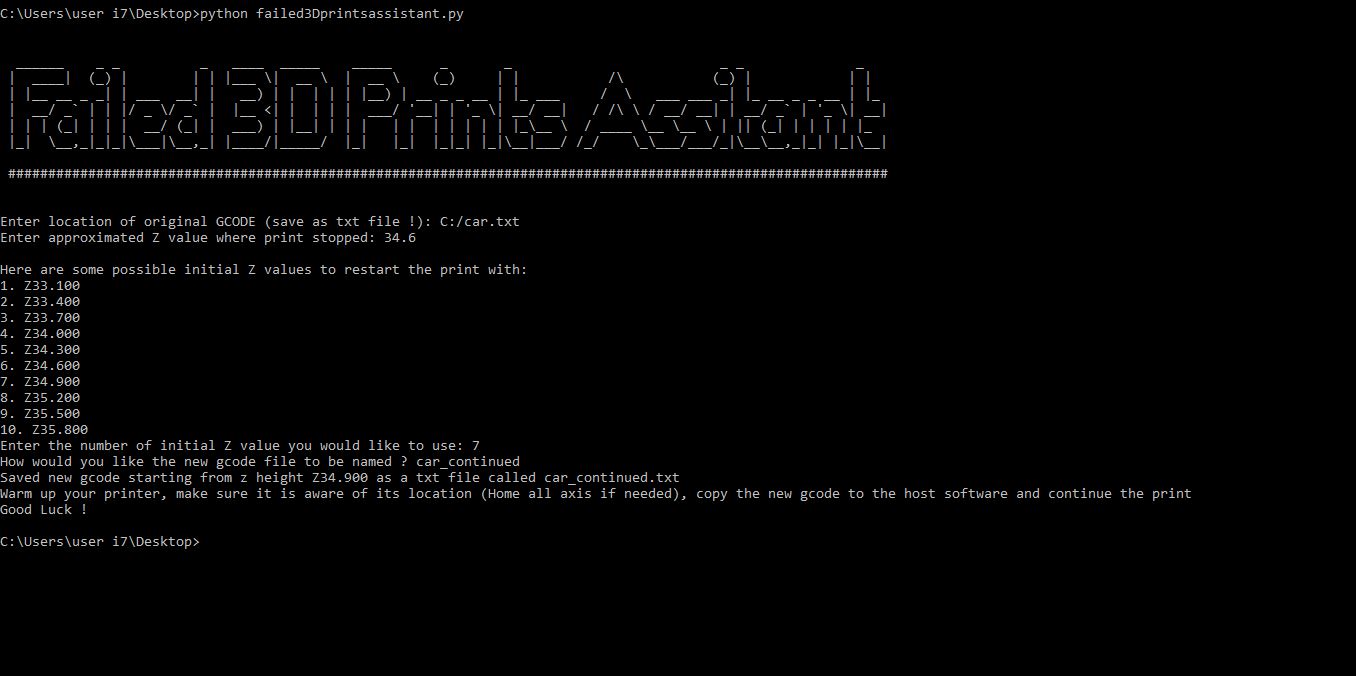 C:\Users\user i7\Desktop>python failed3Dprintsassistant.py
Failed 3D Prints Assitant
##############################################################################################################
Enter location of original GCODE (save as txt file !): C:/car.txt
Enter approximated Z value where print stopped: 34.6
Here are some possible initial Z values to restart the print with:
1. Z33.100
2. Z33.400
3. Z33.700
4. Z34.000
5. Z34.300
6. Z34.600
7. Z34.900
8. Z35.200
9. Z35.500
10. Z35.800
Enter the number of initial Z value you would like to use: 7
How would you like the new gcode file to be named ? car_continued
Saved new gcode starting from z height Z34.900 as a txt file called car_continued.txt
Warm up your printer, make sure it is aware of its location (Home all axis if needed), copy the new gcode to the host software and continue the print
Good Luck !
C:\Users\user i7\Desktop>